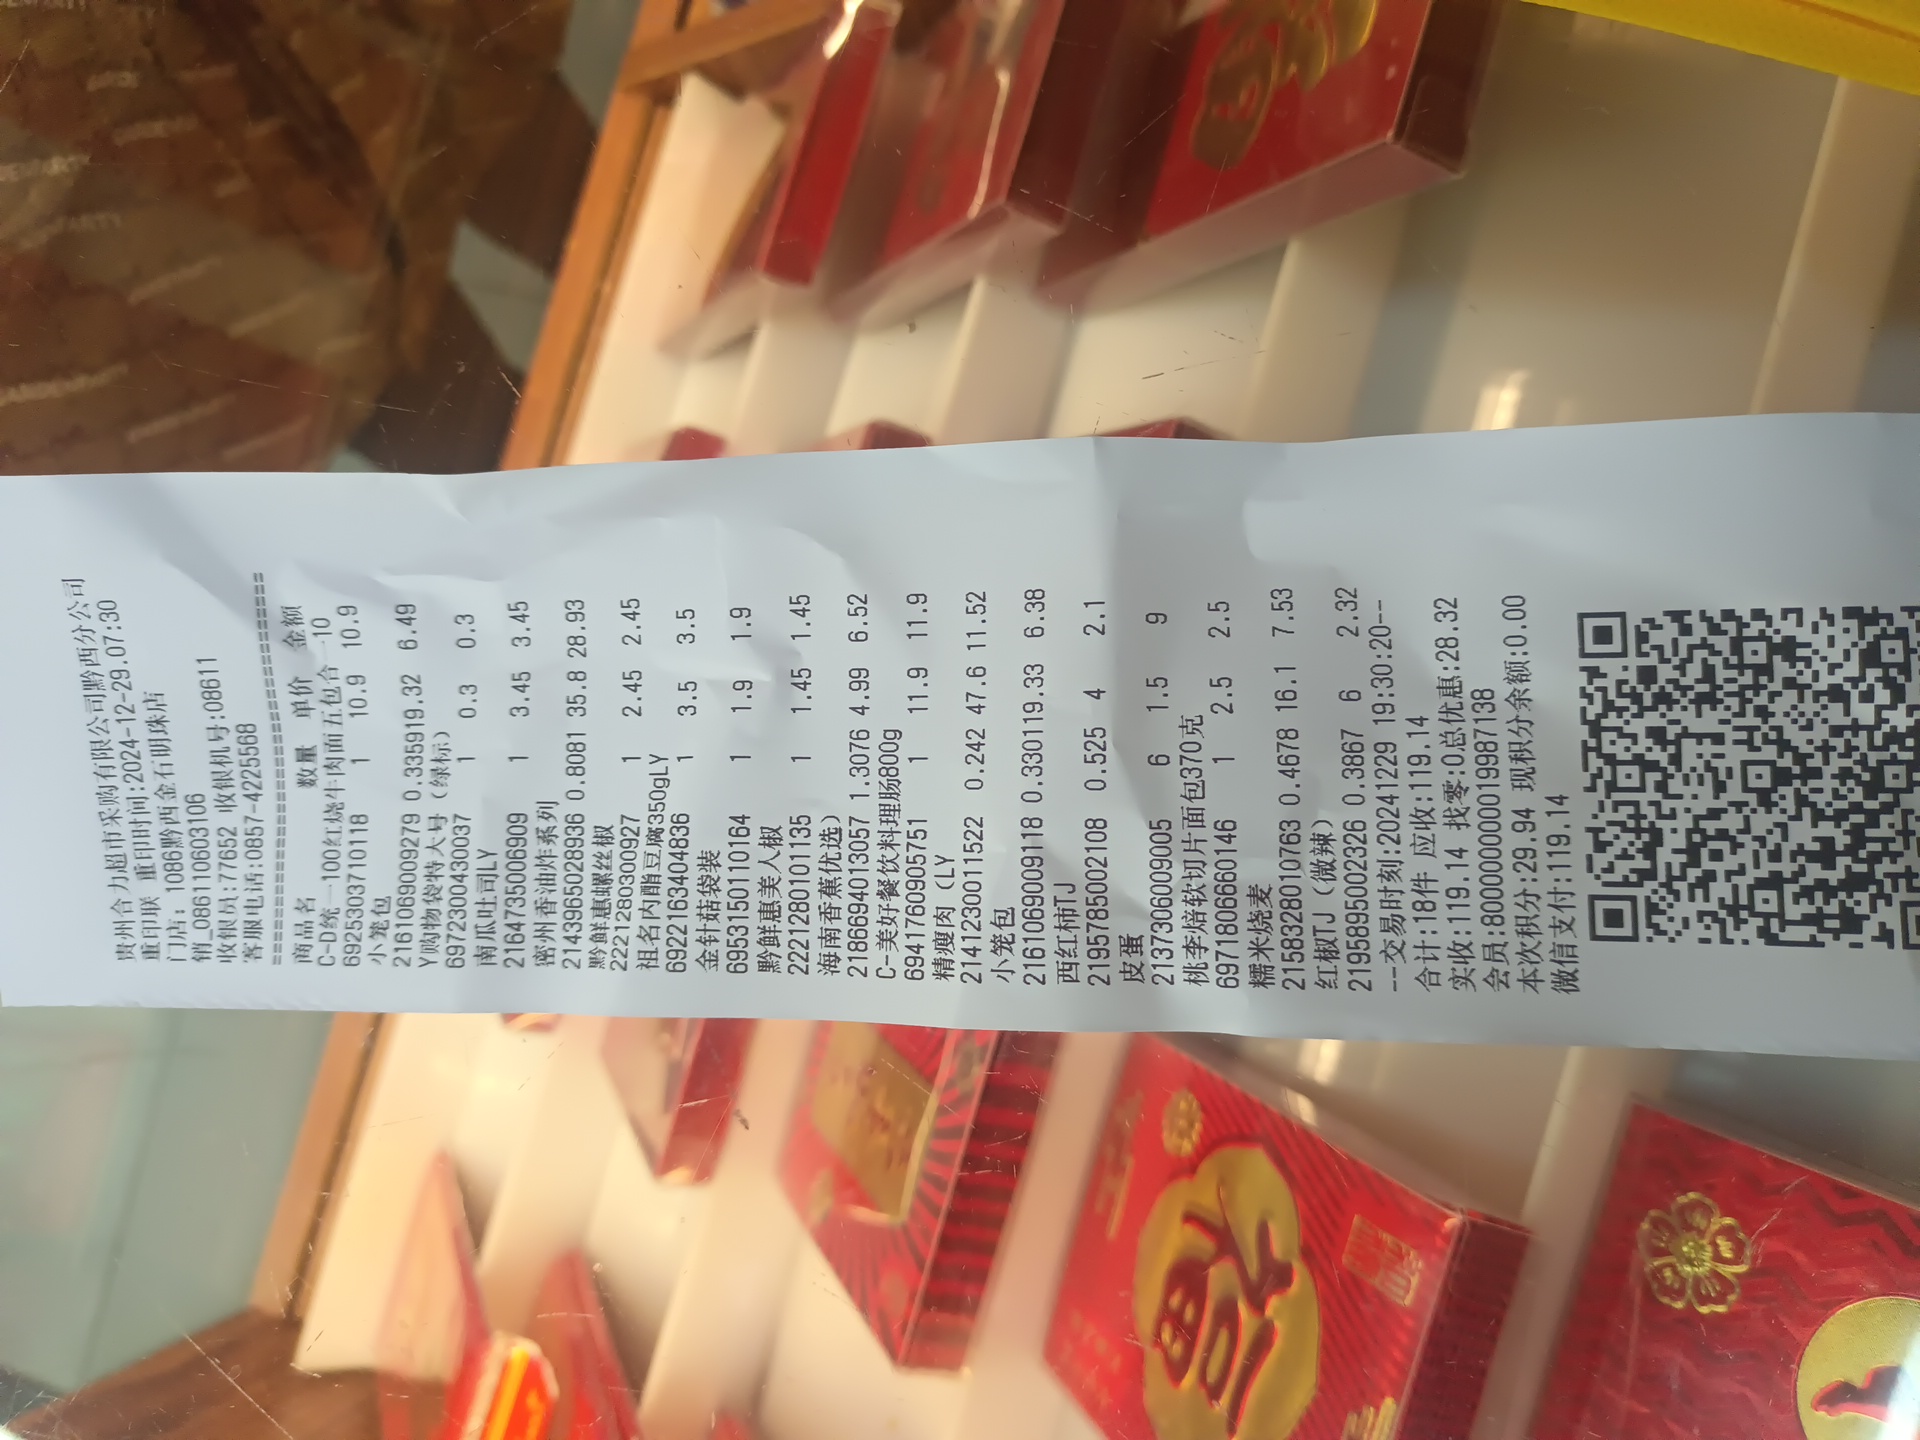 贵州合力超市采购有限公司黔西分公司
重印联 重印时间:2024-12-29.07:30
门店: 1086黔西金石明珠店
销_0861110603106
收银员:77652 收银机号:08611
客服电话:0857-4225568
================================
商品名 数量 单价 金额
C-D统一100红烧牛肉面五包合一10
6925303710118 1 10.9 10.9
小笼包
2161069009279 0.335919.32 6.49
Y购物袋特大号（绿标）
6972300430037 1 0.3 0.3
南瓜吐司LY
2164735006909 1 3.45 3.45
密州香油炸系列
2143965028936 0.8081 35.8 28.93
黔鲜惠螺丝椒
2221280300927 1 2.45 2.45
祖名内酯豆腐350gLY
6922163404836 1 3.5 3.5
金针菇袋装
6953150110164 1 1.9 1.9
黔鲜惠美人椒
2221280101135 1 1.45 1.45
海南香蕉优选）
2186694013057 1.3076 4.99 6.52
C-美好餐饮料理肠800g
6941760905751 1 11.9 11.9
精瘦肉（LY
2141230011522 0.242 47.6 11.52
小笼包
2161069009118 0.330119.33 6.38
西红柿TJ
2195785002108 0.525 4 2.1
皮蛋
2137306009005 6 1.5 9
桃李焙软切片面包370克
6971806660146 1 2.5 2.5
糯米烧麦
2158328010763 0.4678 16.1 7.53
红椒TJ（微辣）
2195895002326 0.3867 6 2.32
--交易时刻:20241229 19:30:20--
合计:18件 应收:119.14
实收:119.14 找零:0总优惠:28.32
会员:8000000019987138
本次积分:29.94 现积分余额:0.00
微信支付:119.14